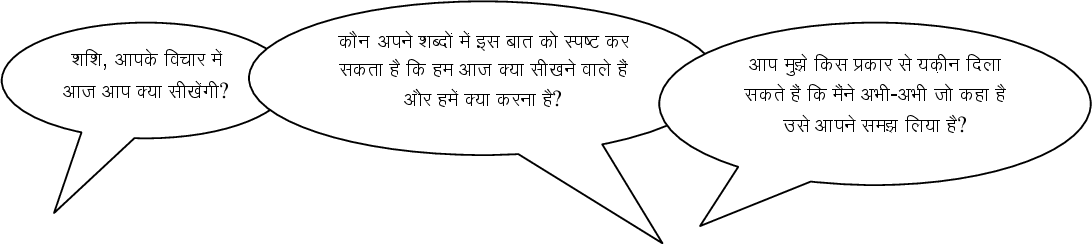 शशि, आपके विचार में
आज आप क्या सीखेंगी?
कौन अपने शब्दों में इस बात को स्पष्ट कर
सकता है कि हम आज क्या सीखने वाले है
और हमें क्या करना है?
आप मुझे किस प्रकार से यक़ीन दिला
सकते है कि मैंने अभी-अभी जो कहा है
उसे आपने समझ लिया है?